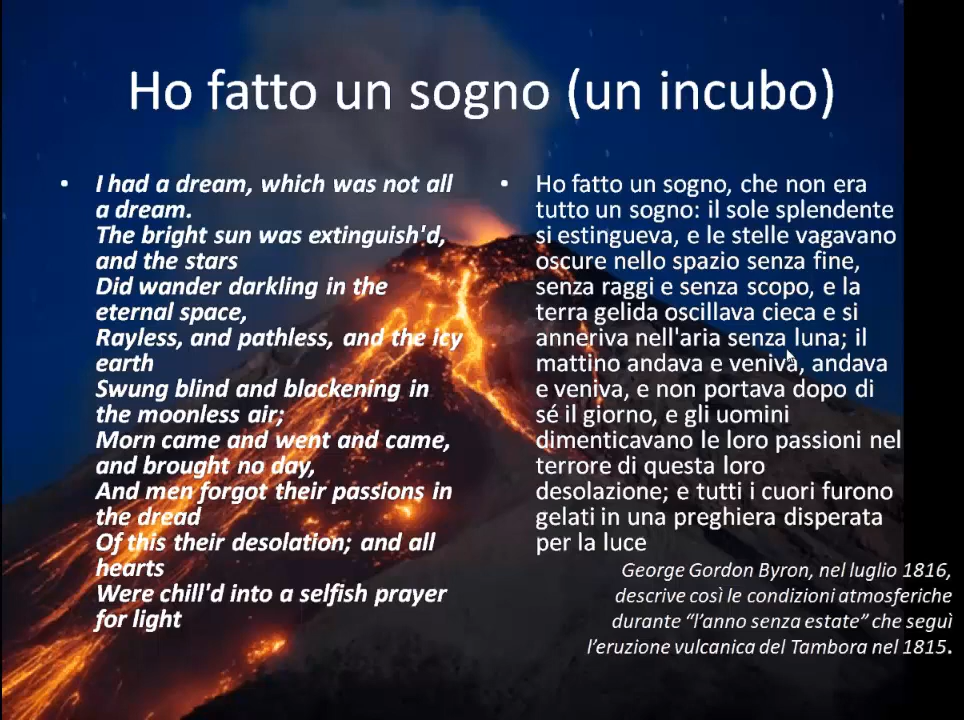 Ho fatto un sogno (un incubo)
• I had a dream, which was not all
a dream.
The bright sun was extinguish'd,
and the stars
Did wander darkling in the
eternal space,
Rayless, and pathless, and the icy
earth
Swung blind and blackening in
the moonless air;
Morn came and went and came,
and brought no day,
And men forgot their passions in
the dread
Of this their desolation; and all
hearts
Were chill'd into a selfish prayer
for light
• Ho fatto un sogno, che non era
tutto un sogno: il sole splendente
si estingueva, e le stelle vagavano
oscure nello spazio senza fine,
senza raggi e senza scopo, e la
terra gelida oscillava cieca e si
anneriva nell'aria senza luna; il
mattino andava e veniva, andava
e veniva, e non portava dopo di
sé il giorno, e gli uomini
dimenticavano le loro passioni nel
terrore di questa loro
desolazione; e tutti i cuori furono
gelati in una preghiera disperata
per la luce
George Gordon Byron, nel luglio 1816,
descrive così le condizioni atmosferiche
durante “l’anno senza estate” che seguì
l’eruzione vulcanica del Tambora nel 1815.